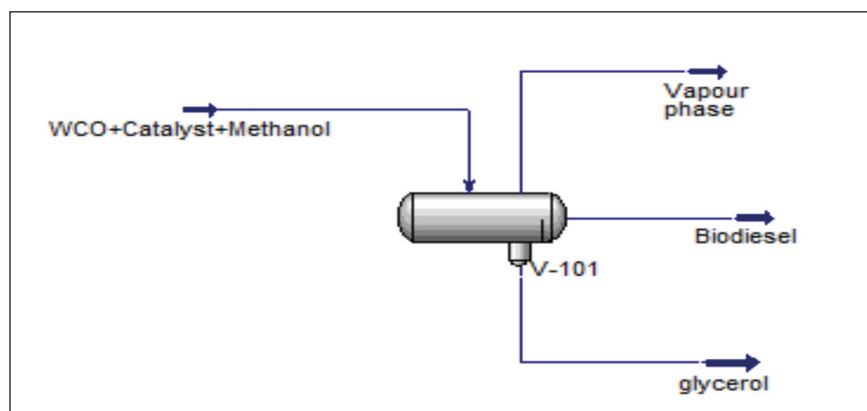 WCO+Catalyst+Methanol
Vapour
phase
Biodiesel
V-101
glycerol